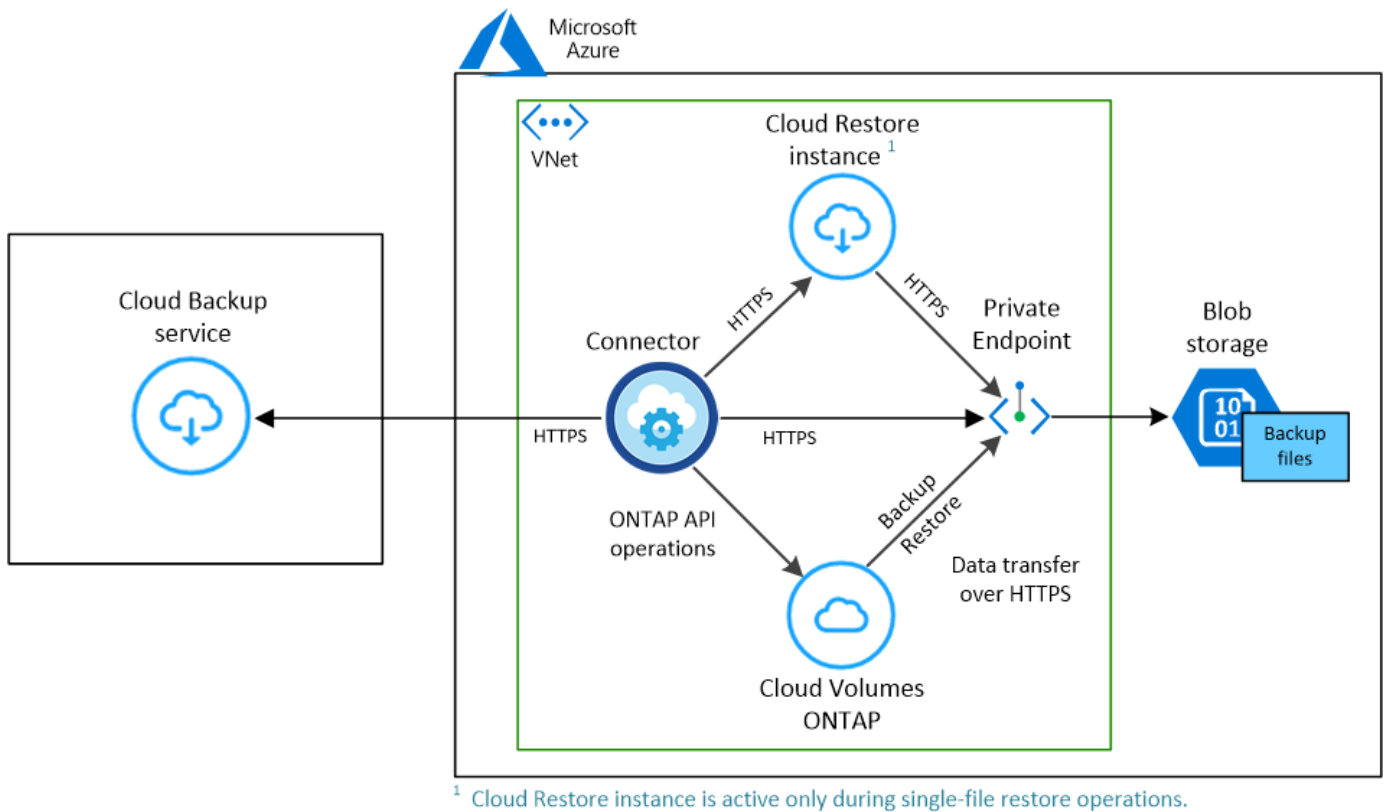 Microsoft
Azure
VNet
Cloud Restore
instance 1
HTTPS
HTTPS
Private
Endpoint
Blob
storage
Cloud Backup
service
Connector
10
01
Backup
files
HTTPS
HTTPS
ONTAP API
operations
Backup
Restore
Data transfer
over HTTPS
Cloud Volumes
ONTAP
1 Cloud Restore instance is active only during single-file restore operations.